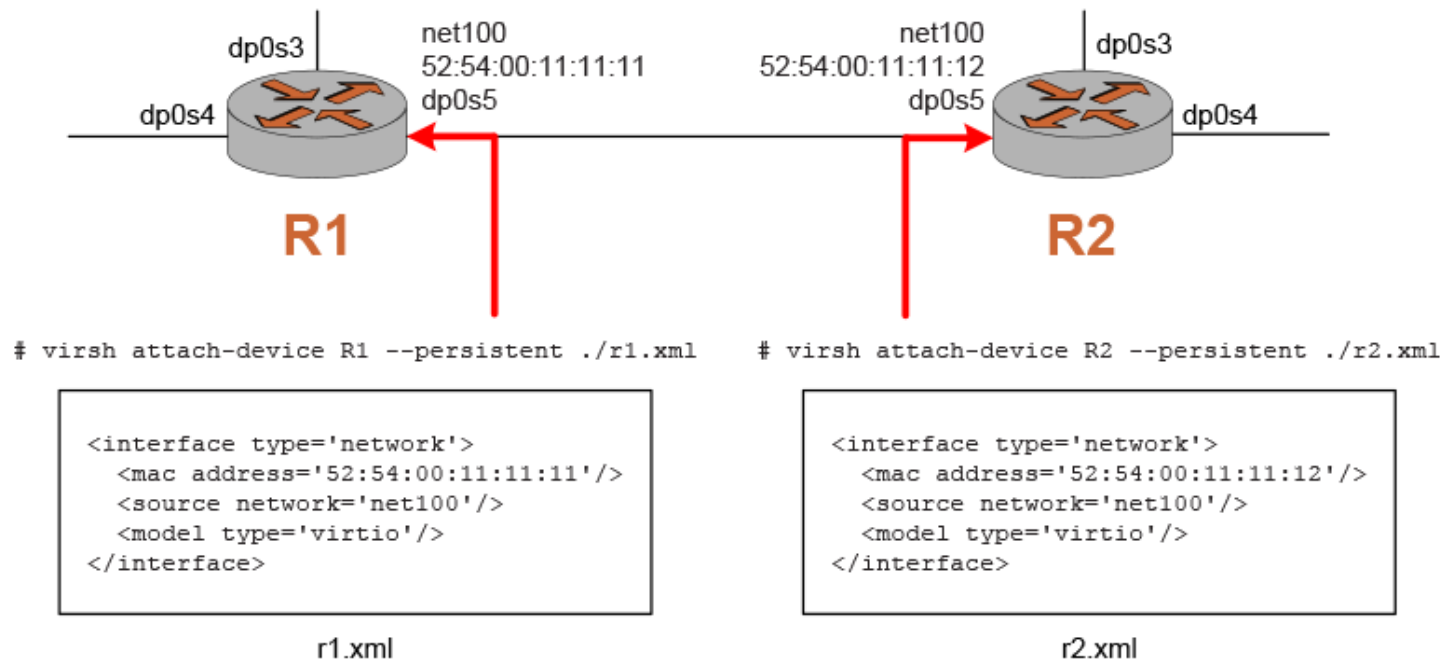 dp0s3
dp0s4
net100
52:54:00:11:11:11
dp0s5
net100
52:54:00:11:11:12
dp0s5
dp0s3
dp0s4
R1
R2
# virsh attach-device R1 --persistent ./r1.xml
<interface type='network'>
  <mac address='52:54:00:11:11:11'/>
  <source network='net100'/>
  <model type='virtio'/>
</interface>
r1.xml
# virsh attach-device R2 --persistent ./r2.xml
<interface type='network'>
  <mac address='52:54:00:11:11:12'/>
  <source network='net100'/>
  <model type='virtio'/>
</interface>
r2.xml